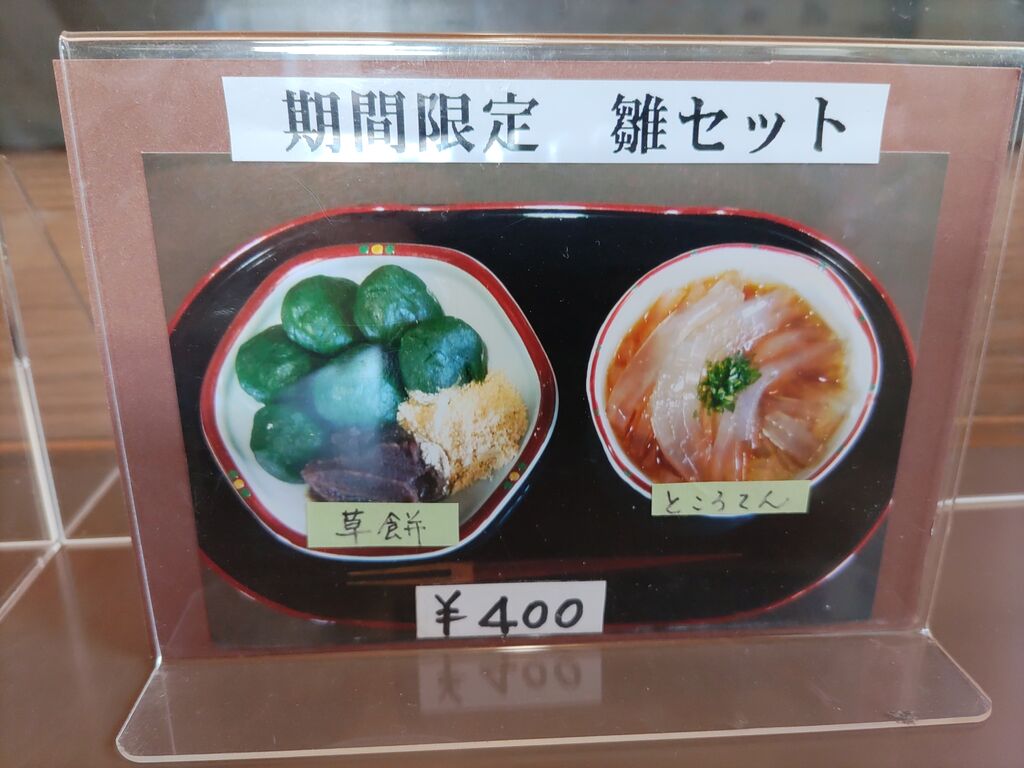 期間限定　雛セット
草餅
ところてん
¥400